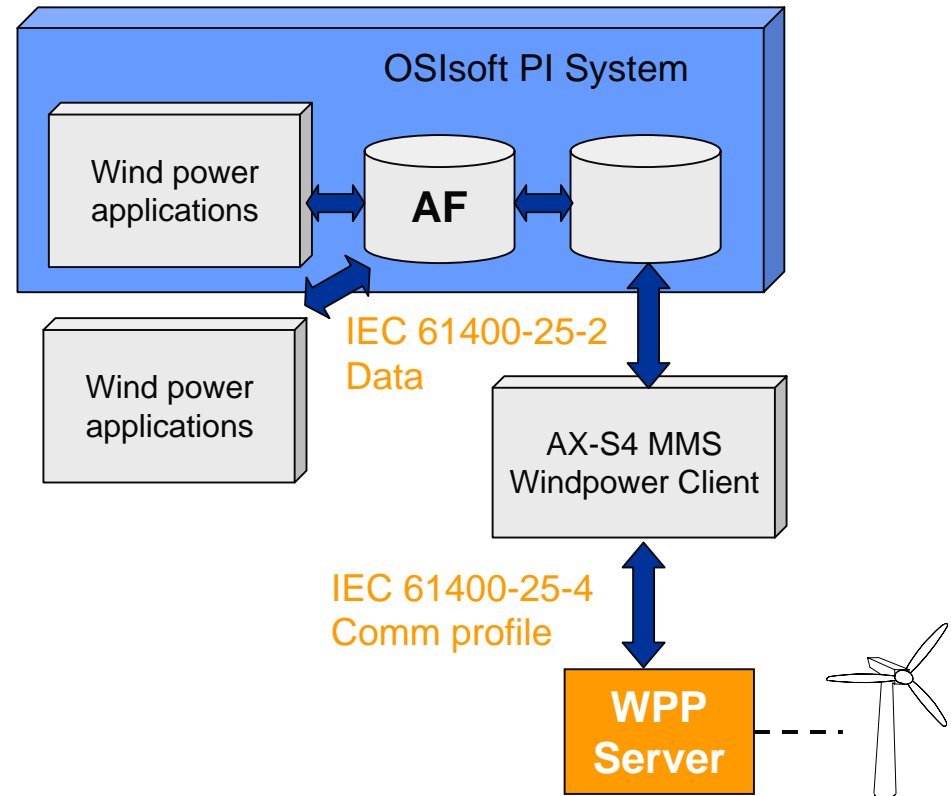 OSIsoft PI System
Wind power
applications
AF
IEC 61400-25-2
Data
Wind power
applications
AX-S4 MMS
Windpower Client
IEC 61400-25-4
Comm profile
WPP
Server